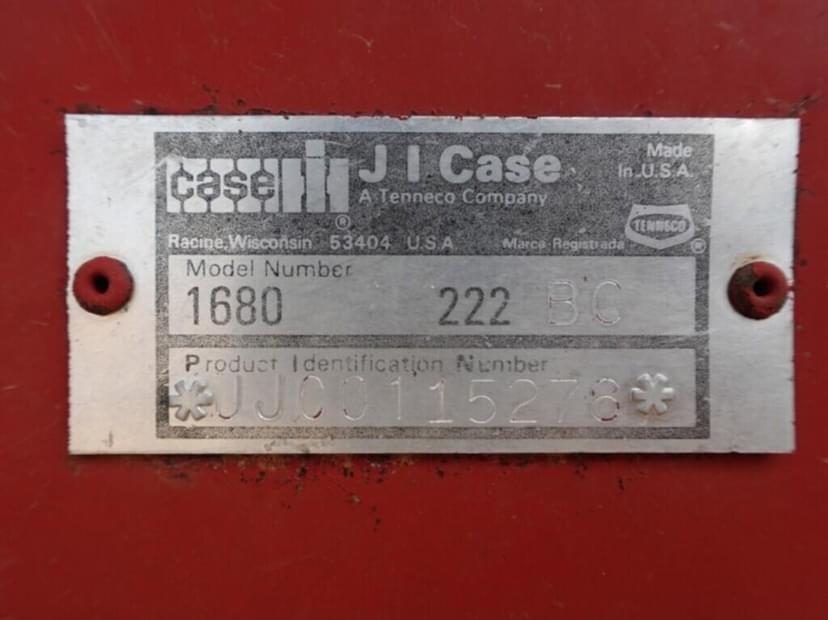 case IH ®
J I Case
A Tenneco Company
Made
In U.S.A.
Racine, Wisconsin 53404 U.S.A
Marca Registrada
TENNECO ®
Model Number
1680 222 BC
Product Identification Number
*JJC0115278*